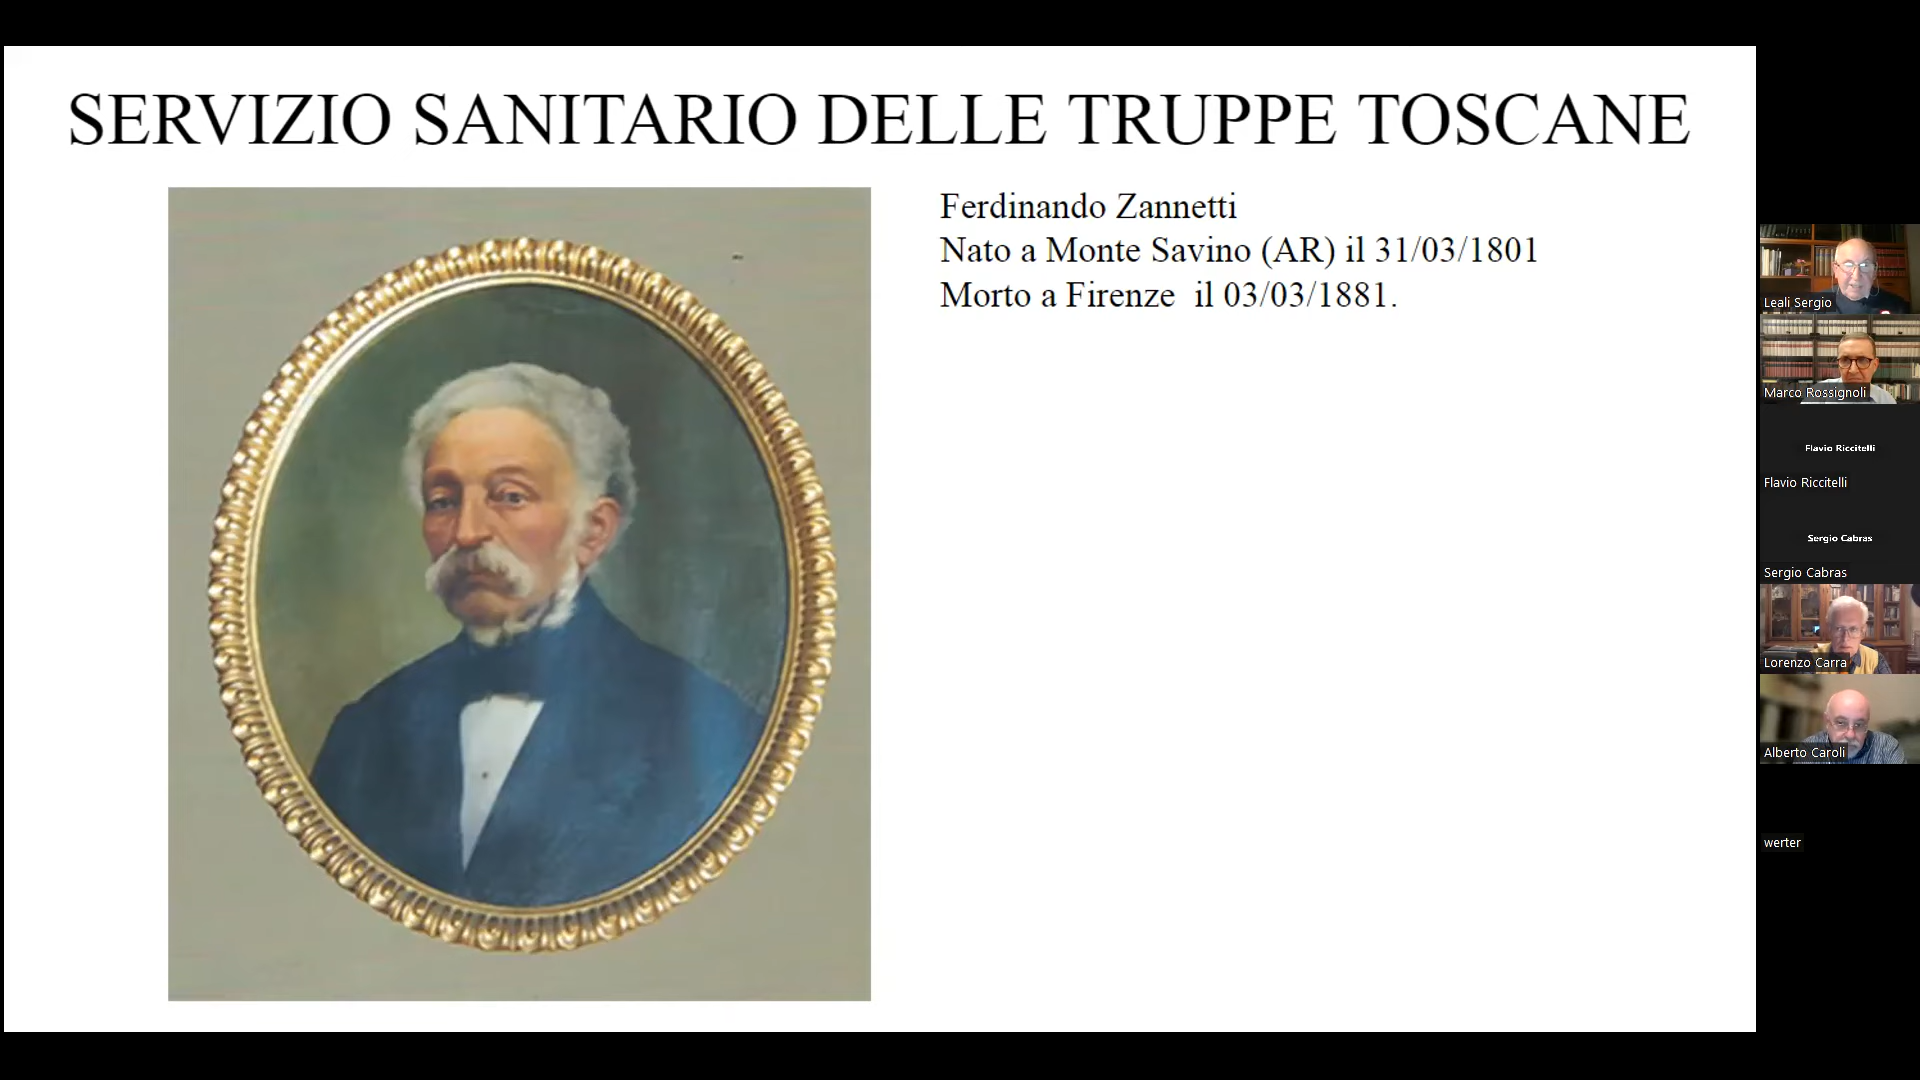 SERVIZIO SANITARIO DELLE TRUPPE TOSCANE
Ferdinando Zannetti
Nato a Monte Savino (AR) il 31/03/1801
Morto a Firenze il 03/03/1881.
Leali Sergio
Marco Rossignoli
Flavio Riccitelli
Flavio Riccitelli
Sergio Cabras
Sergio Cabras
Lorenzo Carra
Alberto Caroli
werter